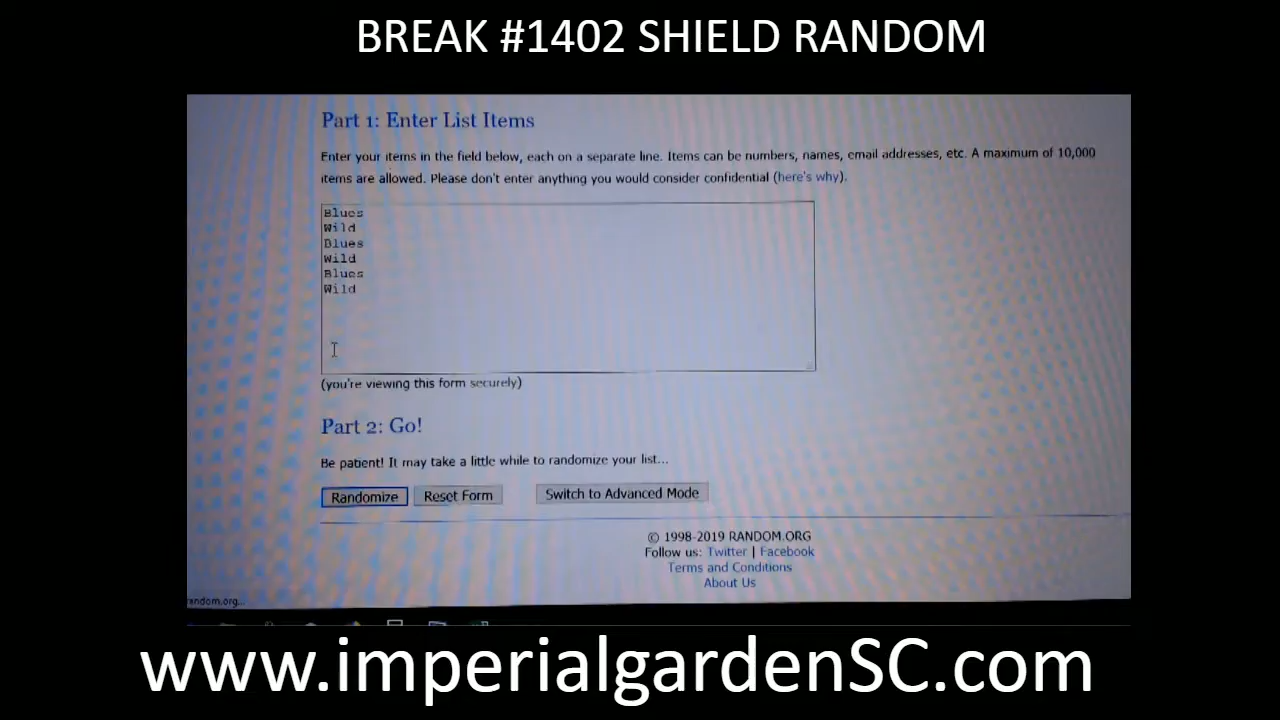 BREAK #1402 SHIELD RANDOM
Part 1: Enter List Items
Enter your items in the field below, each on a separate line. Items can be numbers, names, email addresses, etc. A maximum of 10,000
items are allowed. Please don't enter anything you would consider confidential (here's why).
Blues
Wild
Blues
Wild
Blues
Wild
(you're viewing this form securely)
Part 2: Go!
Be patient! It may take a little while to randomize your list...
Randomize Reset Form Switch to Advanced Mode
© 1998-2019 RANDOM.ORG
Follow us: Twitter | Facebook
Terms and Conditions
About Us
random.org...
www.imperialgardenSC.com